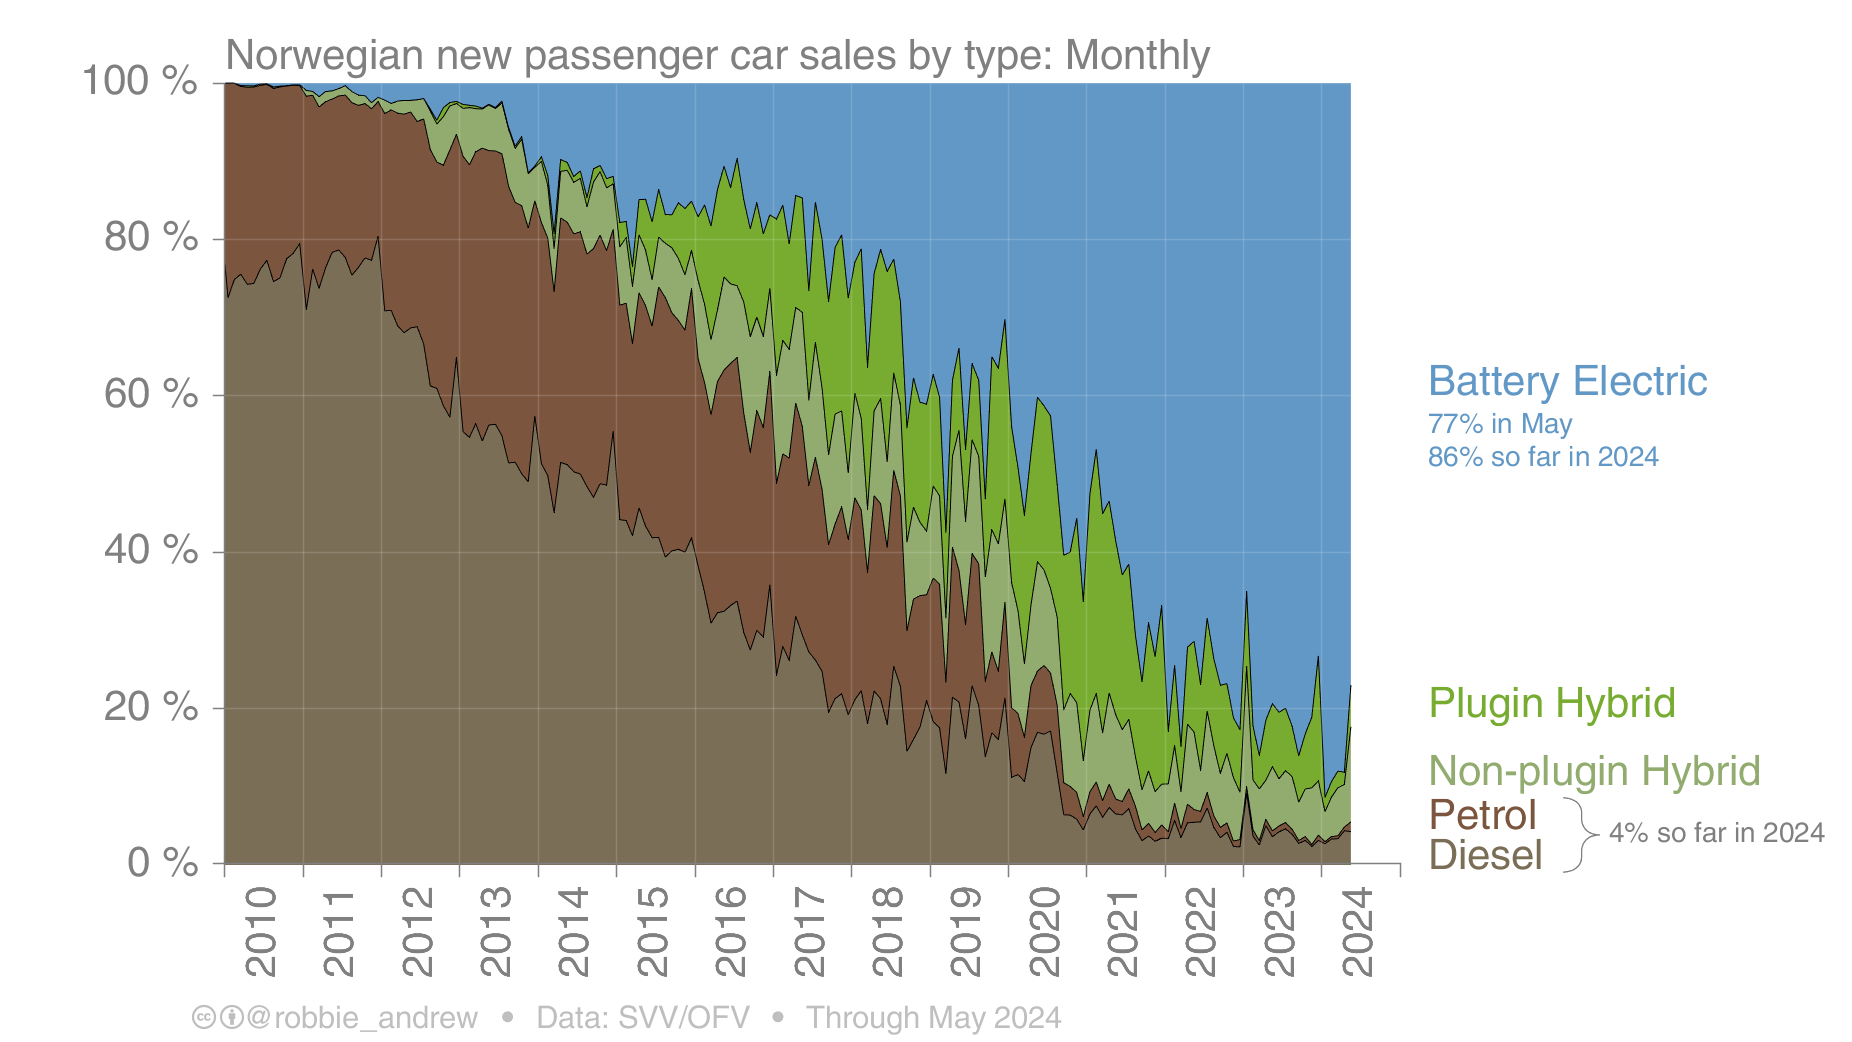 Norwegian new passenger car sales by type: Monthly
100 %
80 %
60 %
40 %
20 %
0 %
2010
2011
2012
2013
2014
2015
2016
2017
2018
2019
2020
2021
2022
2023
2024
Battery Electric
77% in May
86% so far in 2024
Plugin Hybrid
Non-plugin Hybrid
Petrol
Diesel
4% so far in 2024
cc @robbie_andrew • Data: SVV/OFV • Through May 2024